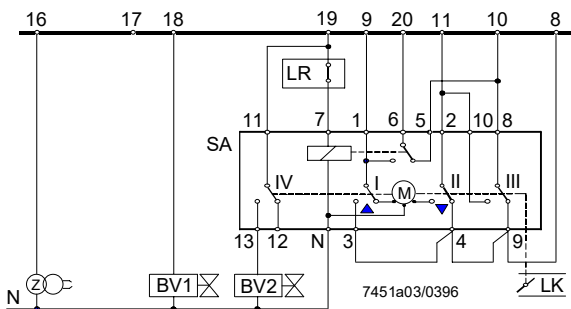 16 17 18 19 9 20 11 10 8
LR
11 7 1 6 5 2 10 8
SA
IV I M II III
13 12 N 3 4 9
Z BV1 BV2 7451a03/0396 LK
N